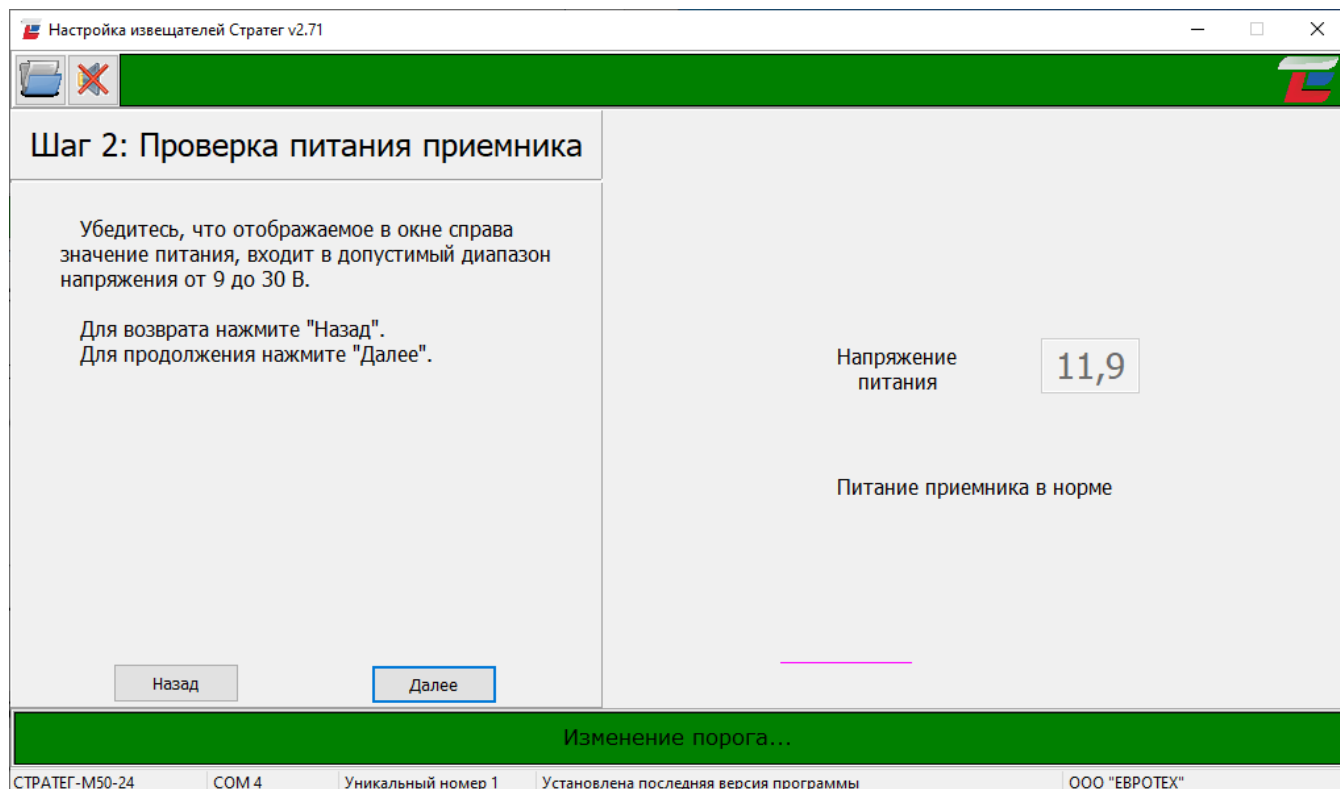 Настройка извещателей Стратег v2.71
Шаг 2: Проверка питания приемника
Убедитесь, что отображаемое в окне справа
значение питания, входит в допустимый диапазон
напряжения от 9 до 30 В.
Для возврата нажмите "Назад".
Для продолжения нажмите "Далее".
Напряжение
питания
11,9
Питание приемника в норме
Назад
Далее
Изменение порога...
СТРАТЕГ-М50-24
COM 4
Уникальный номер 1
Установлена последняя версия программы
ООО "ЕВРОТЕХ"